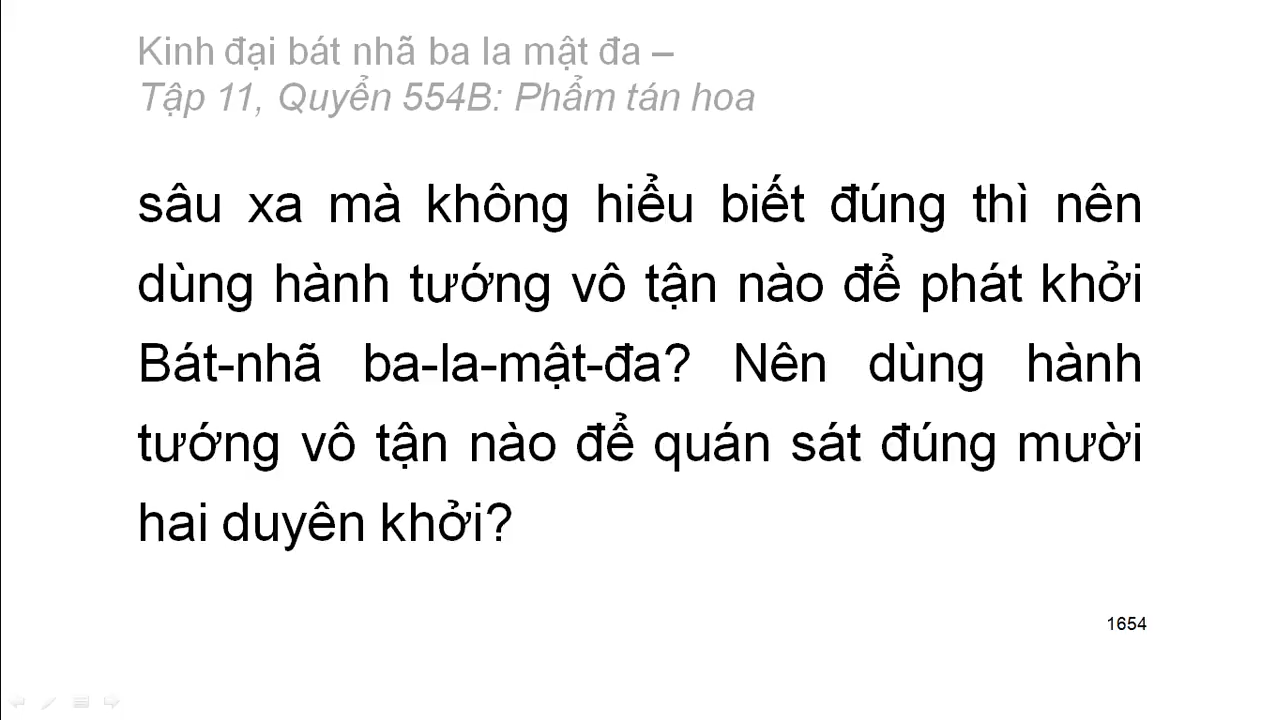 Kinh đại bát nhã ba la mật đa –
Tập 11, Quyển 554B: Phẩm tán hoa
sâu xa mà không hiểu biết đúng thì nên
dùng hành tướng vô tận nào để phát khởi
Bát-nhã ba-la-mật-đa? Nên dùng hành
tướng vô tận nào để quán sát đúng mười
hai duyên khởi?
1654